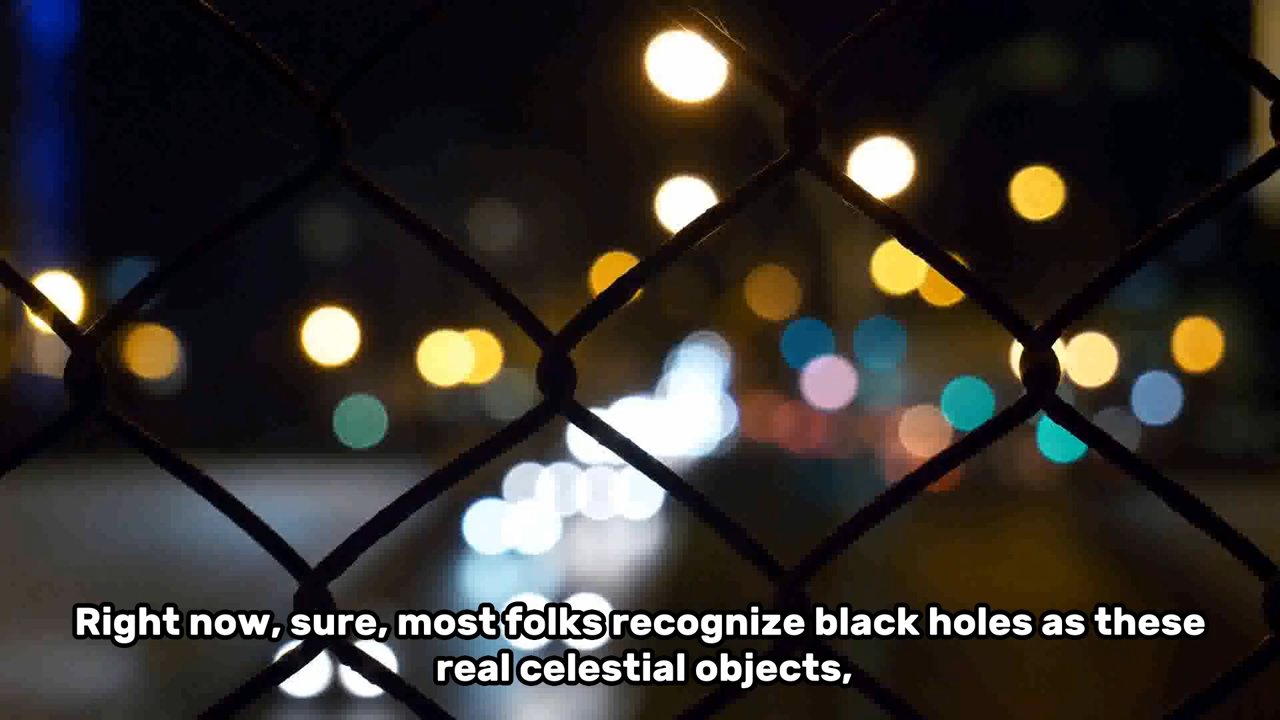 Right now, sure, most folks recognize black holes as these
real celestial objects,